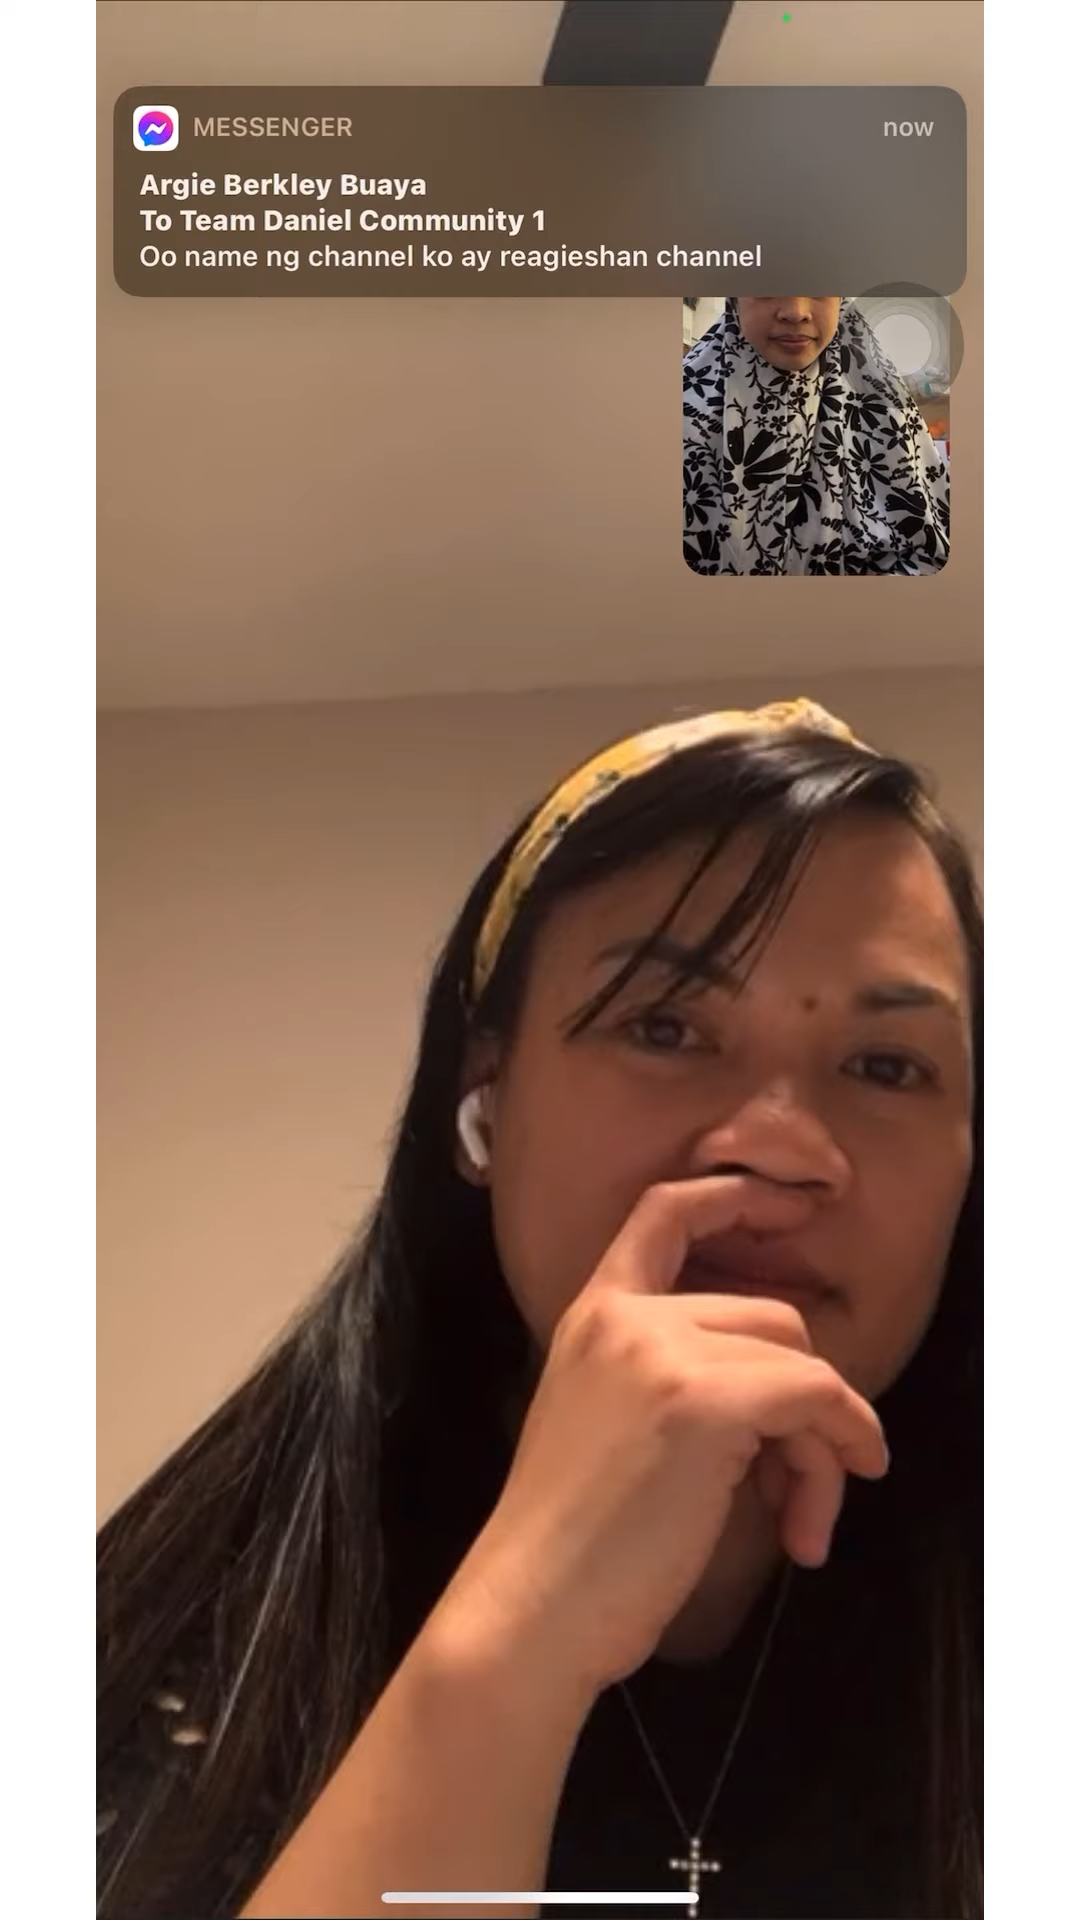 MESSENGER now
Argie Berkley Buaya
To Team Daniel Community 1
Oo name ng channel ko ay reagieshan channel